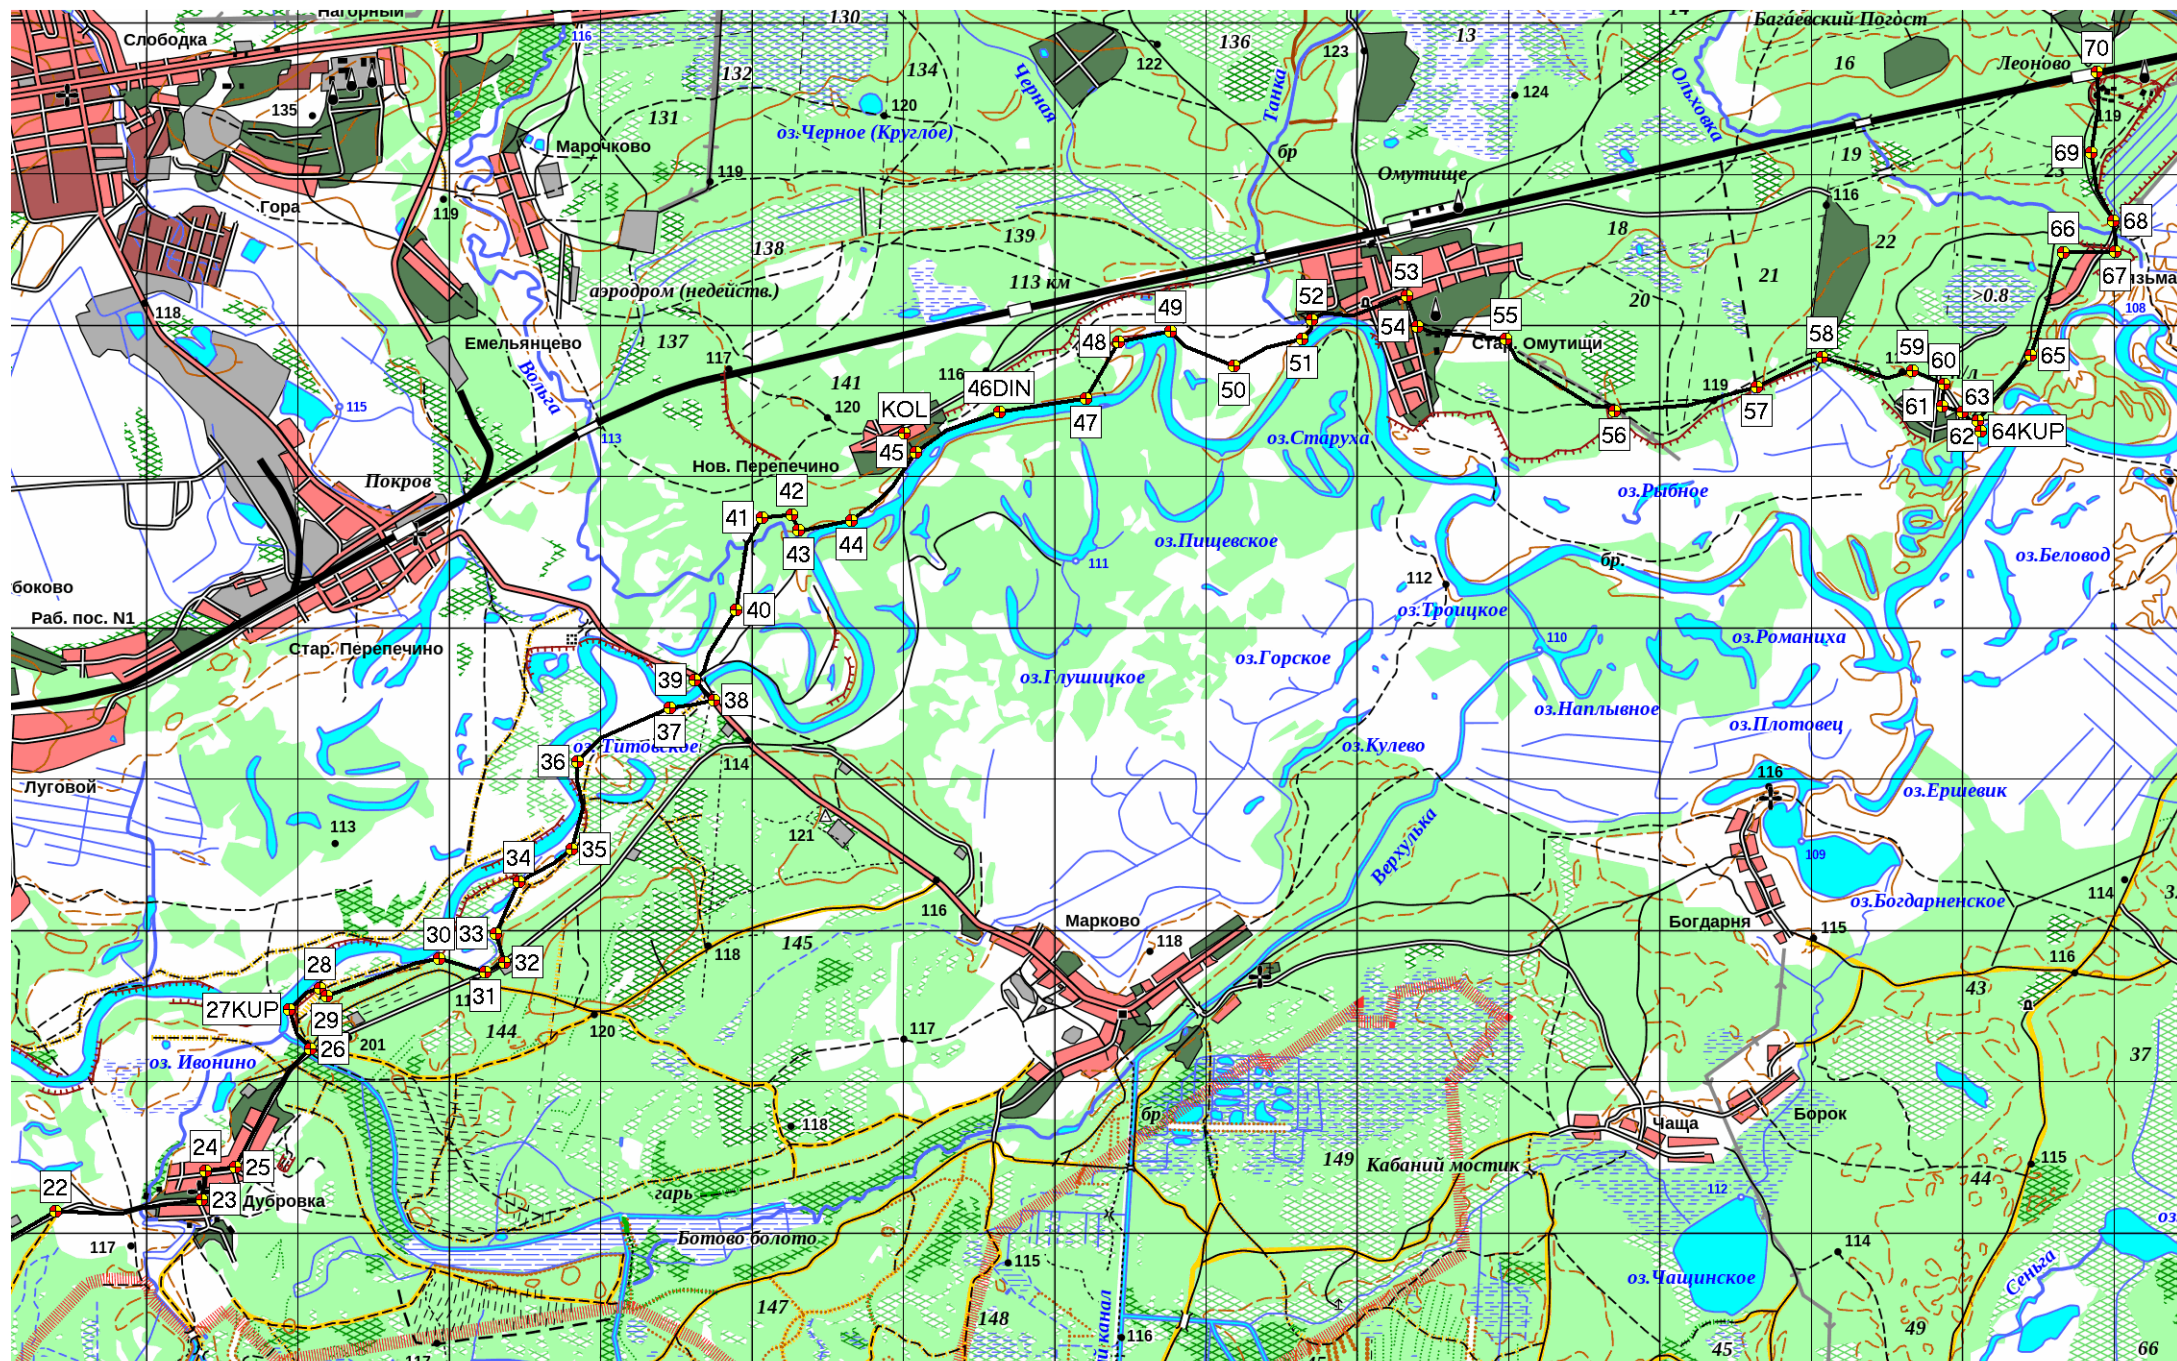 Нагорный
130
Багаевский Погост
14
Слободка
116
136
123
13
70
132
134
122
16
Леоново
135
131
120
Черная
Танка
124
Ольховка
119
оз.Черное (Круглое)
Марочково
бр
19
69
119
Омутище
23
Гора
119
116
138
139
18
22
66
68
118
аэродром (недейств.)
113 км
53
20
21
>0.8
67
49
52
108
Емельянцево
137
48
54
55
58
59
60
65
117
116
51
Стар. Омутищи
Вольга
115
141
120
KOL
46DIN
50
119
57
61
63
113
47
56
62
64KUP
оз.Старуха
45
Нов. Перепечино
Покров
42
оз.Рыбное
41
43
44
оз.Пищевское
111
бр.
оз.Беловод
112
боково
Раб. пос. N1
40
оз.Троицкое
110
оз.Романиха
Стар. Перепечино
39
оз.Горское
оз.Глушицкое
38
оз.Наплывное
37
оз.Плотовец
36
оз.Титовское
оз.Кулево
114
116
Луговой
оз.Ершевик
113
121
Верхулька
34
35
109
114
оз.Богдарненское
116
Марково
Богдарня
115
30
33
145
118
118
28
32
116
27KUP
31
43
29
144
120
117
26
201
37
оз. Ивонино
118
бр
Борок
Чаща
24
25
149
Кабаний мостик
115
22
23
Дубровка
гарь
112
44
117
Ботово болото
114
115
оз.Чащинское
Сеньга
147
148
116
49
45
66
117